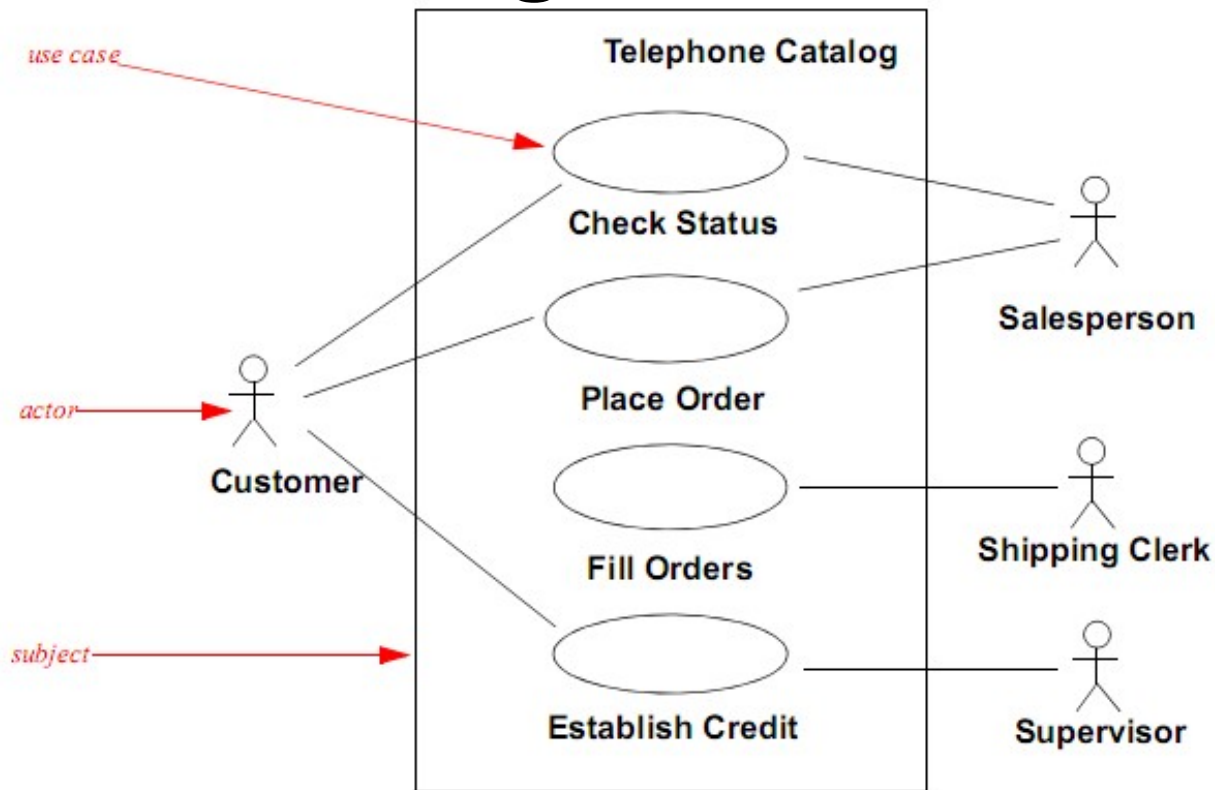 use case
Telephone Catalog
Check Status
Salesperson
Place Order
actor
Customer
Shipping Clerk
Fill Orders
subject
Establish Credit
Supervisor